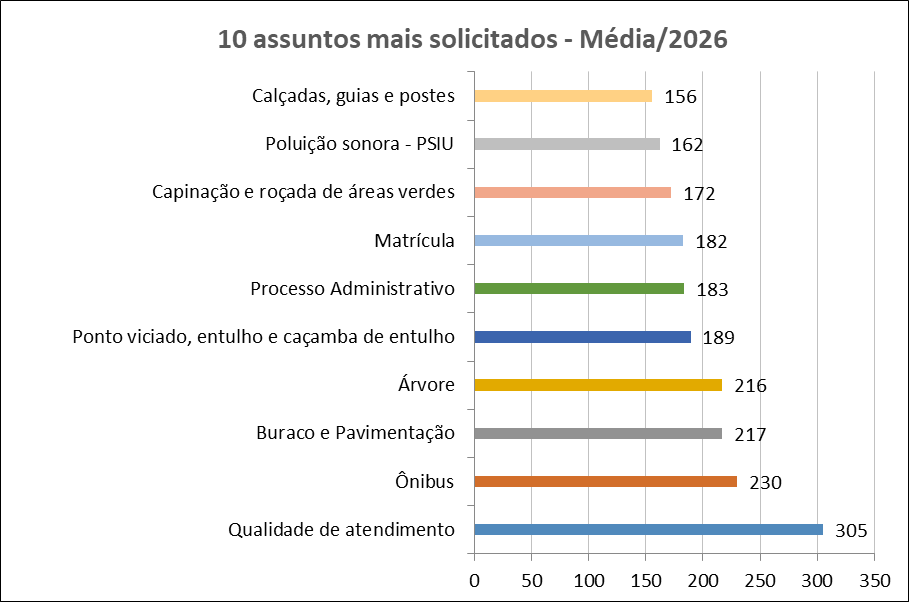 10 assuntos mais solicitados - Média/2026
Calçadas, guias e postes 156
Poluição sonora - PSIU 162
Capinação e roçada de áreas verdes 172
Matrícula 182
Processo Administrativo 183
Ponto viciado, entulho e caçamba de entulho 189
Árvore 216
Buraco e Pavimentação 217
Ônibus 230
Qualidade de atendimento 305
0 50 100 150 200 250 300 350